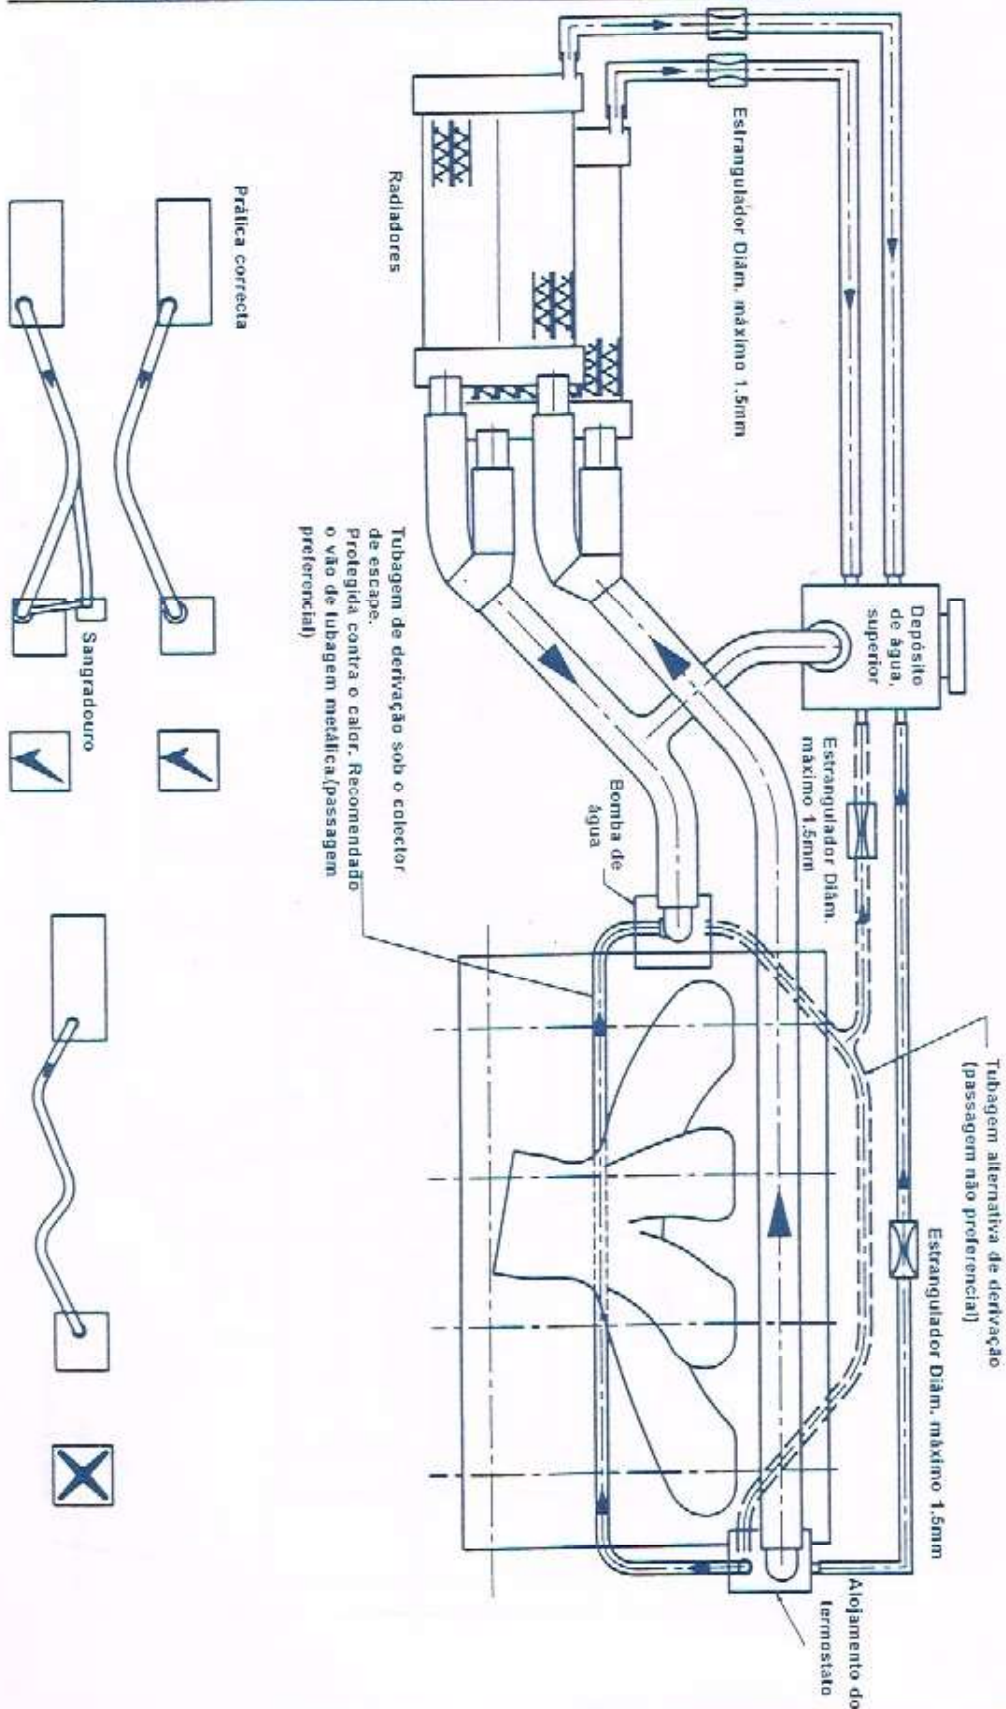 Estrangulador Diâm. máximo 1.5mm
Radiadores
Depósito
de água,
superior
Estrangulador Diâm.
máximo 1.5mm
Tubagem alternativa de derivação
(passagem não preferencial)
Estrangulador Diâm. máximo 1.5mm
Alojamento do
termostato
Bomba de
água
Tubagem de derivação sob o colector
de escape.
Protegida contra o calor. Recomendado
o vão de tubagem metálica.(passagem
preferencial)
Prática correcta
Sangradouro